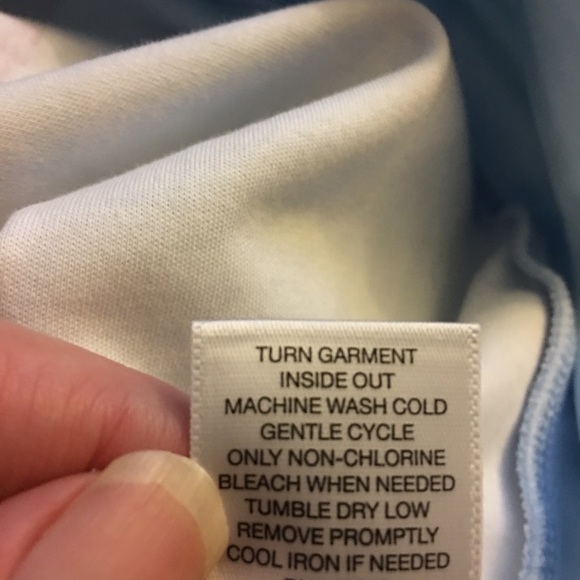 TURN GARMENT
INSIDE OUT
MACHINE WASH COLD
GENTLE CYCLE
ONLY NON-CHLORINE
BLEACH WHEN NEEDED
TUMBLE DRY LOW
REMOVE PROMPTLY
COOL IRON IF NEEDED